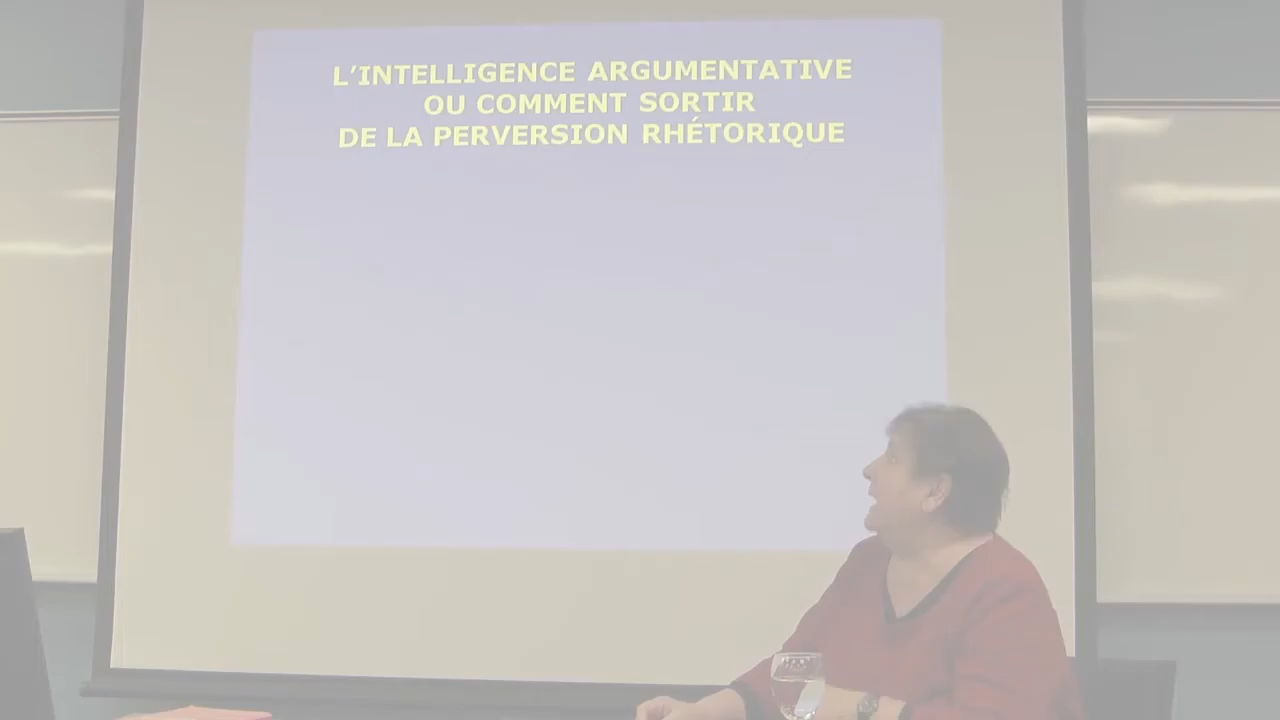 L'INTELLIGENCE ARGUMENTATIVE
OU COMMENT SORTIR
DE LA PERVERSION RHÉTORIQUE